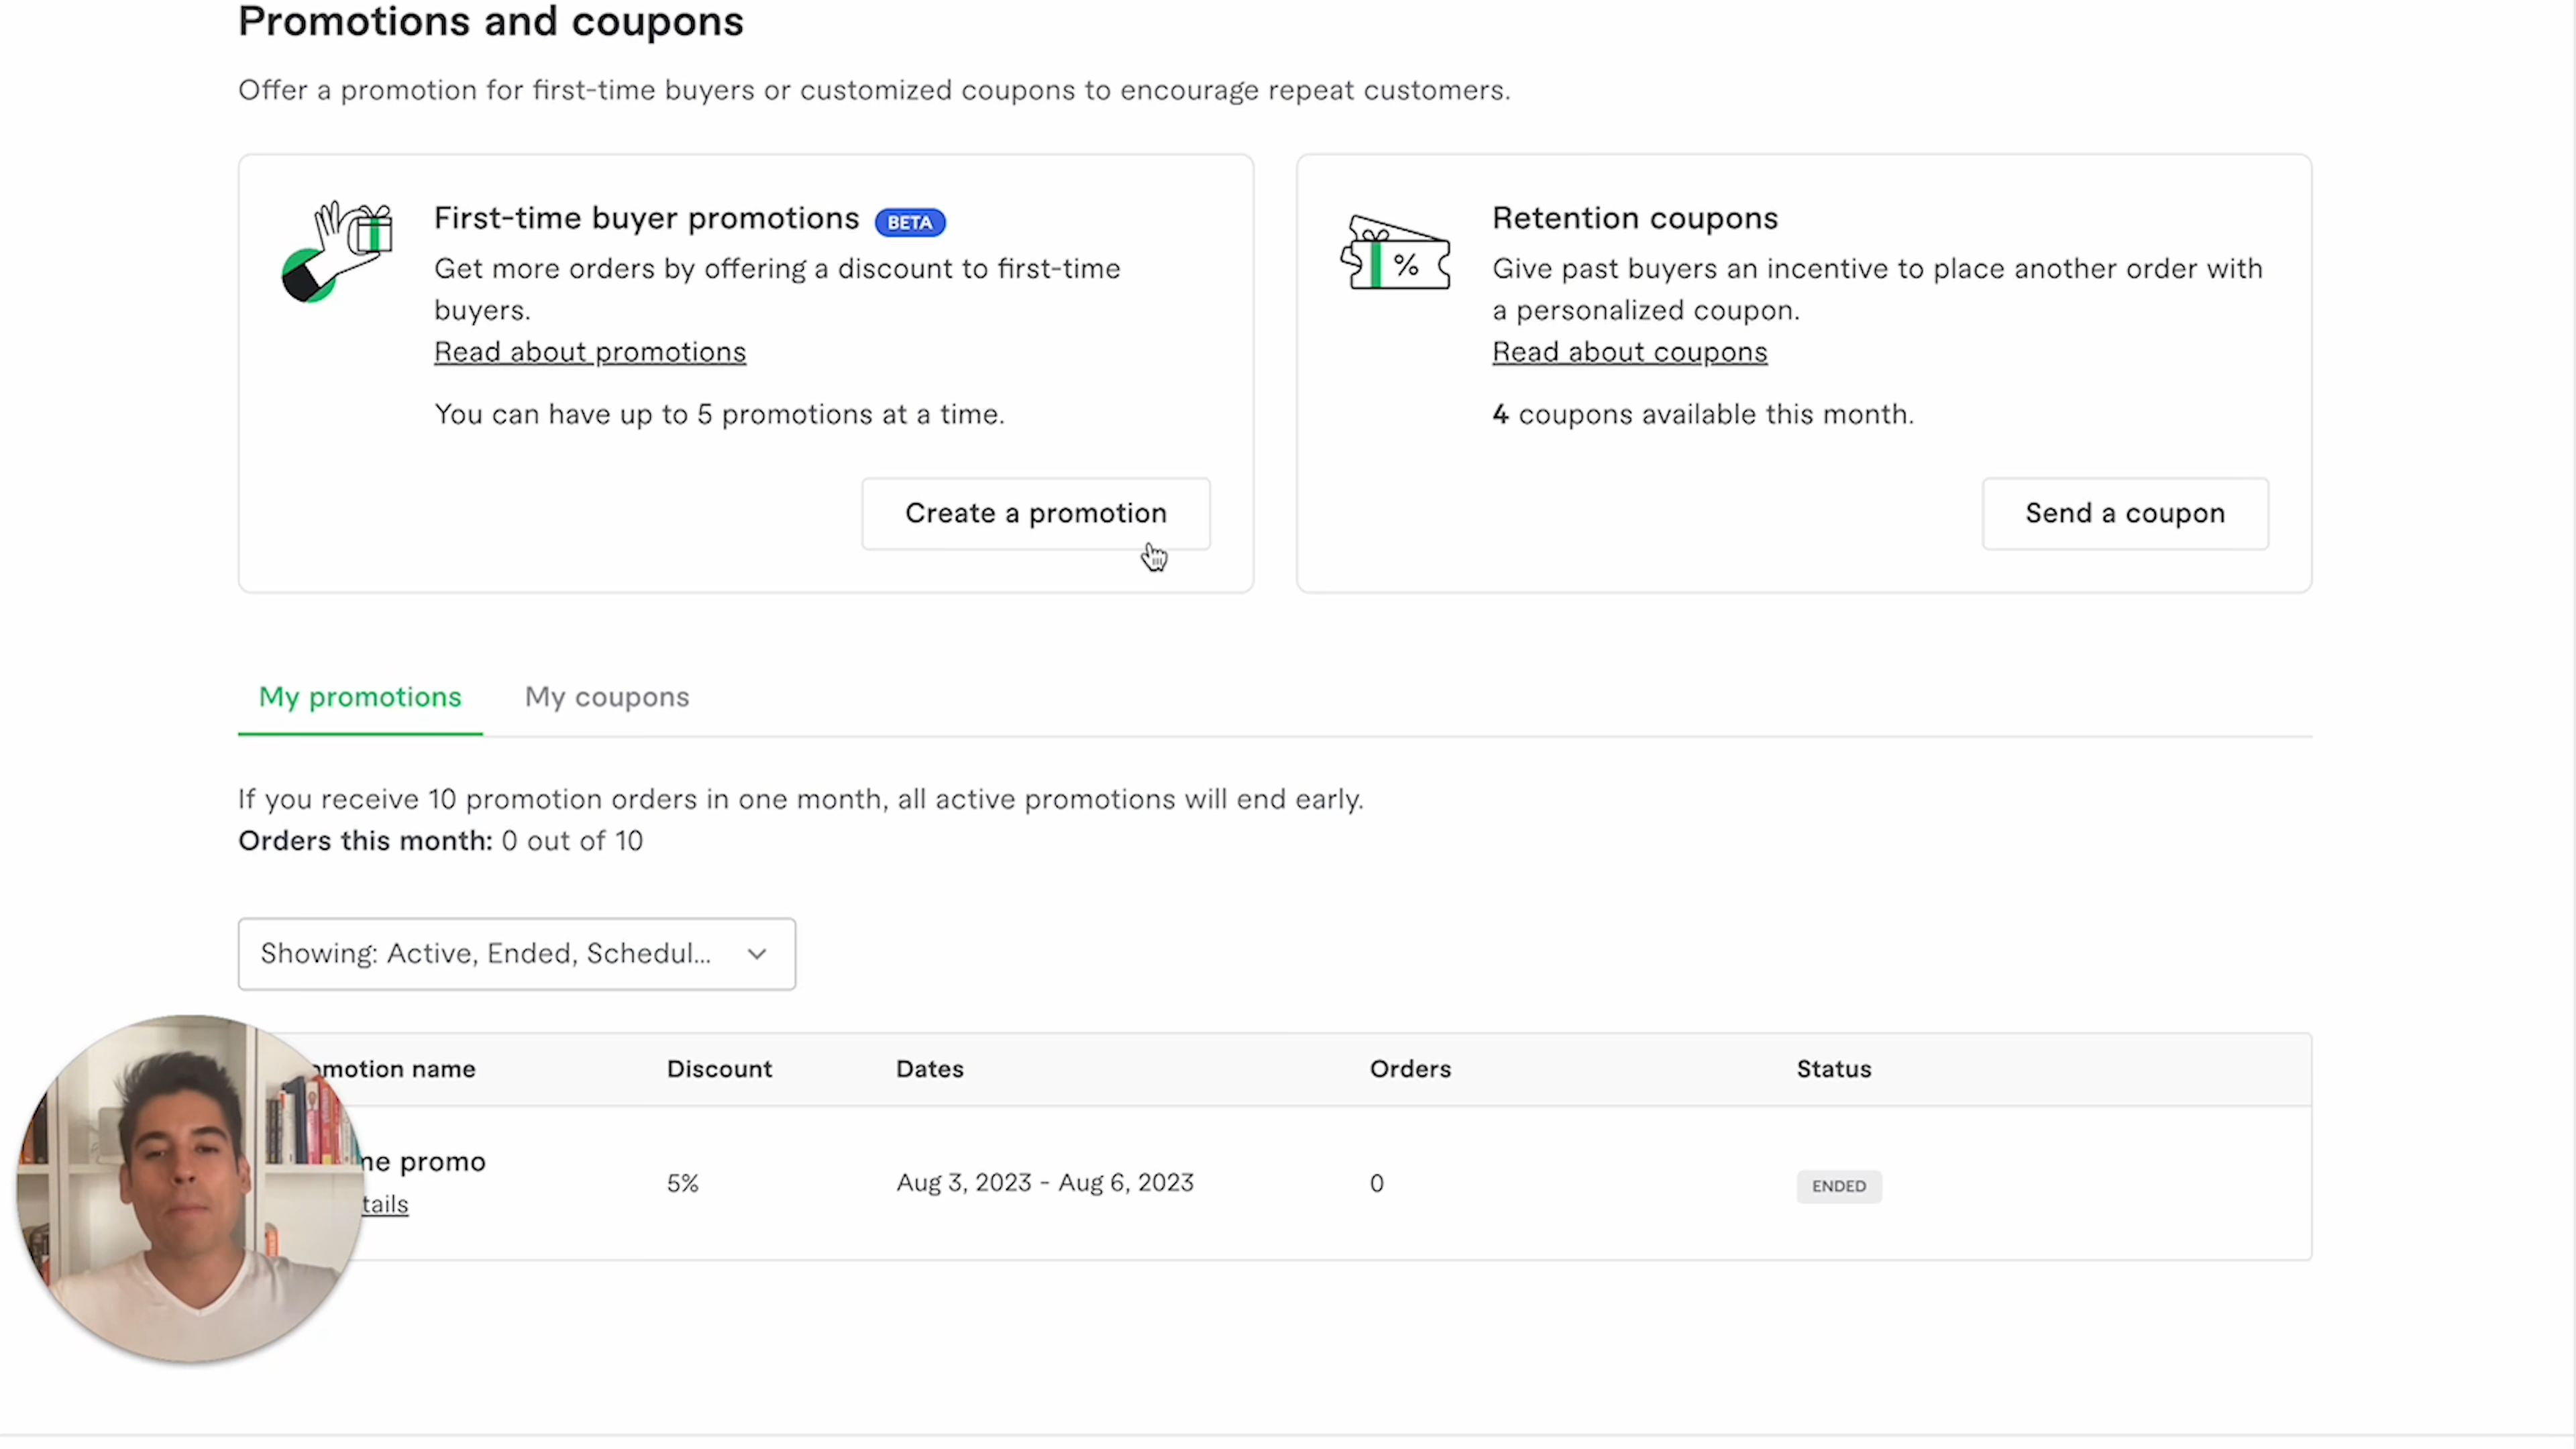 Promotions and coupons
Offer a promotion for first-time buyers or customized coupons to encourage repeat customers.
First-time buyer promotions BETA
Get more orders by offering a discount to first-time
buyers.
Read about promotions
You can have up to 5 promotions at a time.
Create a promotion
Retention coupons
Give past buyers an incentive to place another order with
a personalized coupon.
Read about coupons
4 coupons available this month.
Send a coupon
%
My promotions My coupons
If you receive 10 promotion orders in one month, all active promotions will end early.
Orders this month: 0 out of 10
Showing: Active, Ended, Schedul...
omotion name Discount Dates Orders Status
me promo
5% Aug 3, 2023 - Aug 6, 2023 0 ENDED
tails